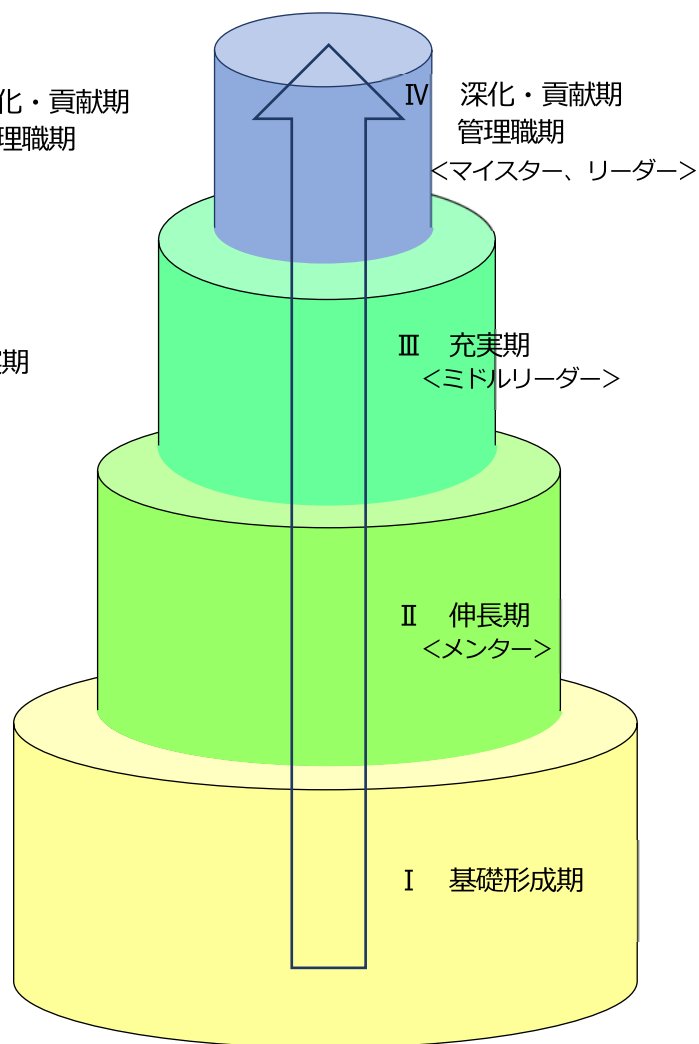 化・貢献期
理職期
Ⅳ 深化・貢献期
管理職期
<マイスター、リーダー>
Ⅲ 充実期
<ミドルリーダー>
期
Ⅱ 伸長期
<メンター>
Ⅰ 基礎形成期